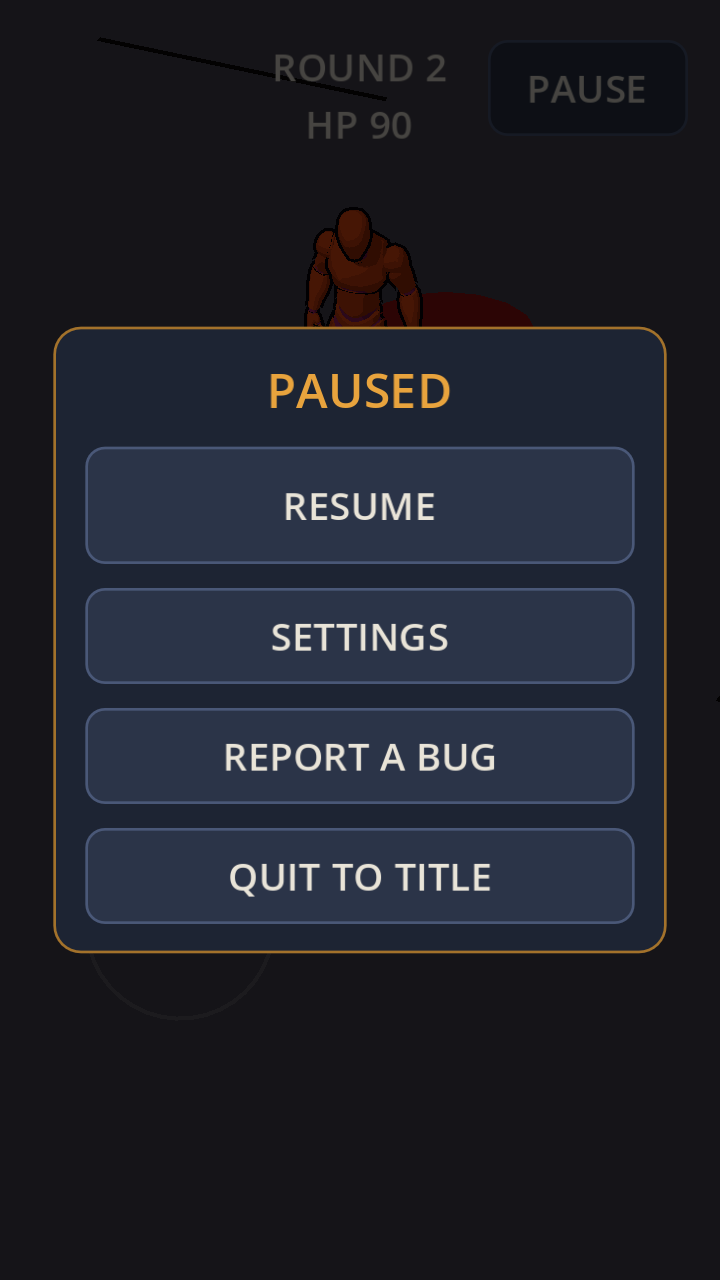 ROUND 2
HP 90
PAUSE
PAUSED
RESUME
SETTINGS
REPORT A BUG
QUIT TO TITLE